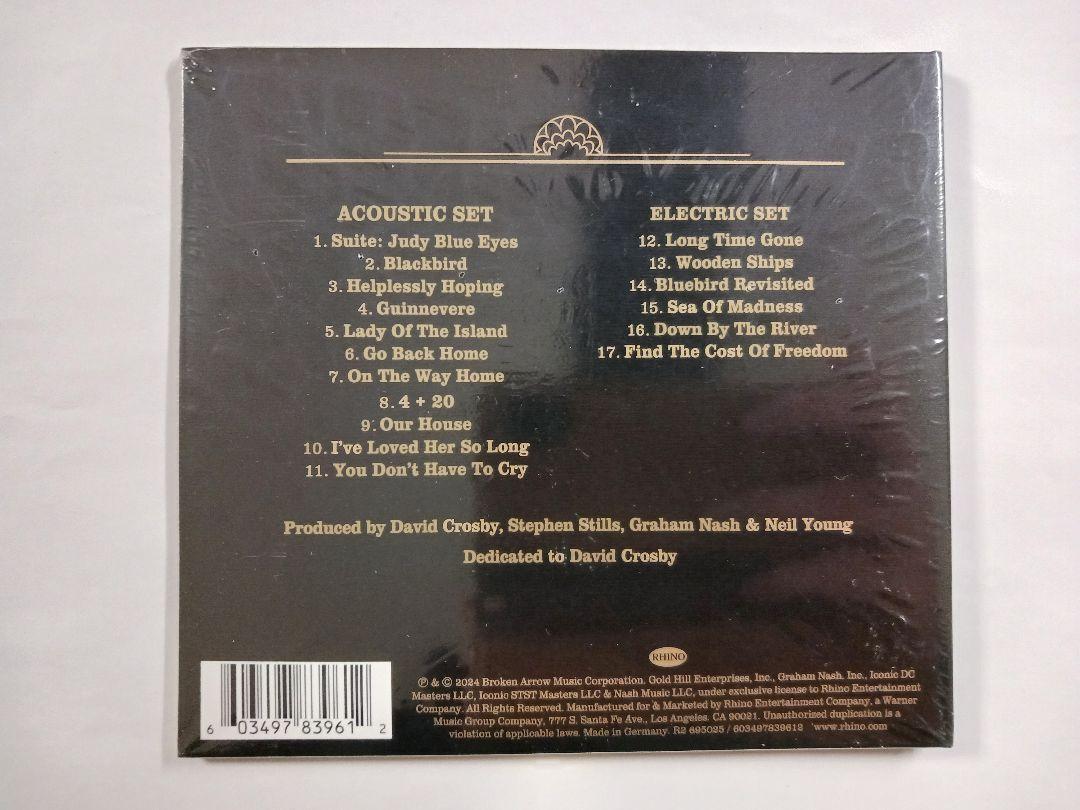 ACOUSTIC SET
1. Suite: Judy Blue Eyes
2. Blackbird
3. Helplessly Hoping
4. Guinnevere
5. Lady Of The Island
6. Go Back Home
7. On The Way Home
8. 4 + 20
9. Our House
10. I've Loved Her So Long
11. You Don't Have To Cry
ELECTRIC SET
12. Long Time Gone
13. Wooden Ships
14. Bluebird Revisited
15. Sea Of Madness
16. Down By The River
17. Find The Cost Of Freedom
Produced by David Crosby, Stephen Stills, Graham Nash & Neil Young
Dedicated to David Crosby
RHINO
℗ & © 2024 Broken Arrow Music Corporation, Gold Hill Enterprises, Inc., Graham Nash, Inc., Iconic DC
Masters LLC, Iconic STST Masters LLC & Nash Music LLC, under exclusive license to Rhino Entertainment
Company. All Rights Reserved. Manufactured for & Marketed by Rhino Entertainment Company, a Warner
Music Group Company, 777 S. Santa Fe Ave., Los Angeles, CA 90021. Unauthorized duplication is a
violation of applicable laws. Made in Germany. R2 695025 / 603497839612 www.rhino.com
6 03497 83961 2